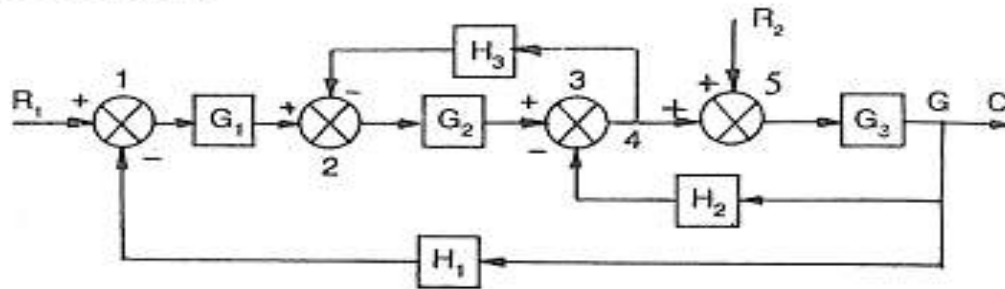 R₂
H₃
1
3
5
R₁ + G₁ + - G₂ + + + G₃ G C
- 2 - 4
H₂
H₁